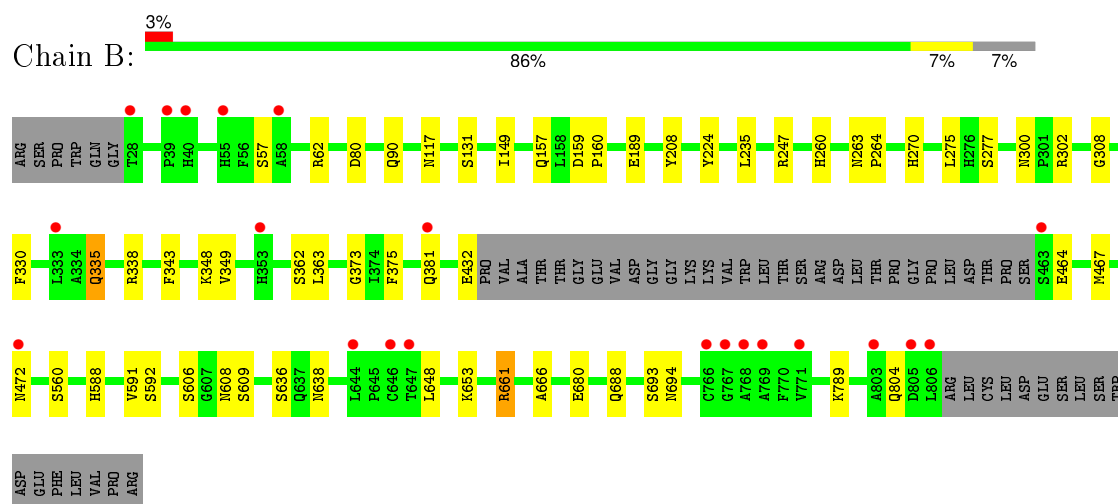 3%
Chain B:
86% 7% 7%
ARG SER PRO TRP GLN GLY T28 P39 H40 H55 F56 S57 A58 R62 D80 Q90 N117 S131 I149 Q157 L158 D159 P160 E189 Y208 Y224 L235 R247 H260 N263 P264 H270 L275 H276 S277 N300 P301 R302 G308
F330 L333 A334 Q335 R338 F343 K348 V349 H353 S362 L363 G373 I374 F375 Q381 E432 PRO VAL ALA THR THR GLY GLU VAL ASP GLY GLY LYS LYS VAL TRP LEU THR SER ARG ASP LEU THR PRO GLY PRO LEU ASP THR PRO SER S463 E464 M467
N472 S560 H588 V591 S592 S606 G607 N608 S609 S636 Q637 N638 L644 P645 C646 T647 L648 K653 R661 A666 E680 Q688 S693 N694 C766 G767 A768 A769 F770 V771 K789 A803 Q804 D805 L806 ARG LEU CYS LEU ASP GLU SER LEU SER TRP
ASP GLU PHE LEU VAL PRO ARG